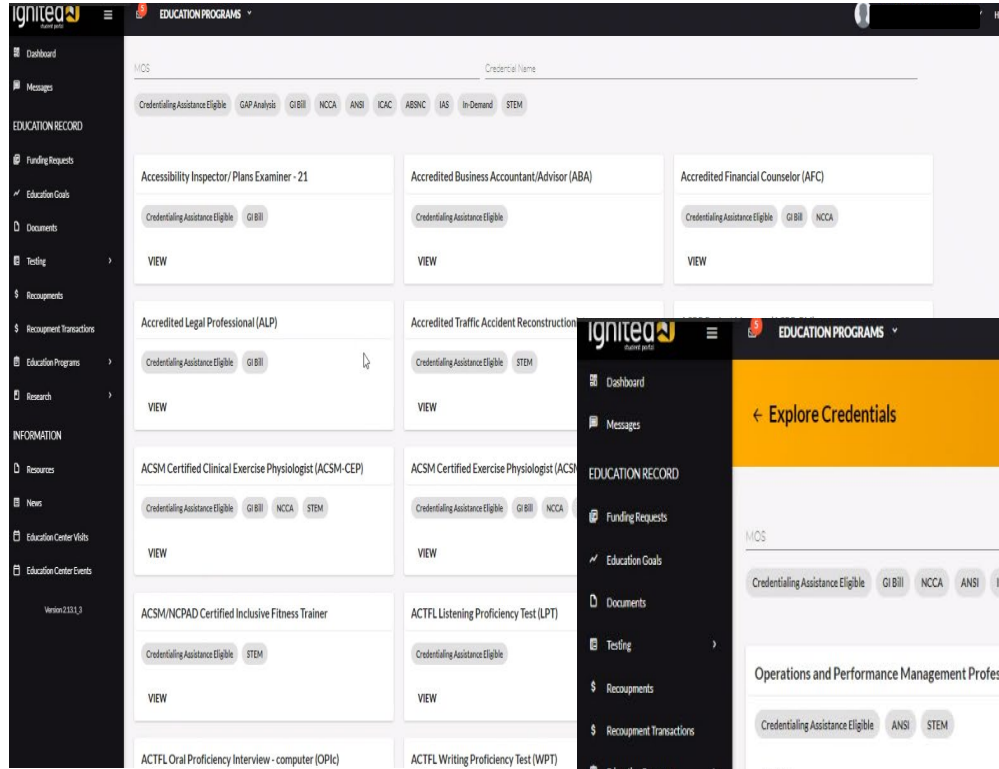 Ignited
student portal
5
EDUCATION PROGRAMS
H
Dashboard
Messages
EDUCATION RECORD
Funding Requests
Education Goals
Documents
Testing
$ Recoupments
$ Recoupment Transactions
Education Programs
Research
INFORMATION
Resources
News
Education Center Visits
Education Center Events
Version 2.13.1_3
MOS
Credential Name
Credentialing Assistance Eligible GAP Analysis GI Bill NCCA ANSI ICAC ABSNC IAS In-Demand STEM
Accessibility Inspector/ Plans Examiner - 21
Credentialing Assistance Eligible GI Bill
VIEW
Accredited Business Accountant/Advisor (ABA)
Credentialing Assistance Eligible
VIEW
Accredited Financial Counselor (AFC)
Credentialing Assistance Eligible GI Bill NCCA
VIEW
Accredited Legal Professional (ALP)
Credentialing Assistance Eligible GI Bill
VIEW
Accredited Traffic Accident Reconstruction
Credentialing Assistance Eligible STEM
VIEW
ACSM Certified Clinical Exercise Physiologist (ACSM-CEP)
Credentialing Assistance Eligible GI Bill NCCA STEM
VIEW
ACSM Certified Exercise Physiologist (ACSM
Credentialing Assistance Eligible GI Bill NCCA
VIEW
ACSM/NCPAD Certified Inclusive Fitness Trainer
Credentialing Assistance Eligible STEM
VIEW
ACTFL Listening Proficiency Test (LPT)
Credentialing Assistance Eligible
VIEW
ACTFL Oral Proficiency Interview - computer (OPIc)
ACTFL Writing Proficiency Test (WPT)
Ignited
student portal
5
EDUCATION PROGRAMS
Dashboard
Messages
EDUCATION RECORD
Funding Requests
Education Goals
Documents
Testing
$ Recoupments
$ Recoupment Transactions
← Explore Credentials
MOS
Credentialing Assistance Eligible GI Bill NCCA ANSI
Operations and Performance Management Profes
Credentialing Assistance Eligible ANSI STEM